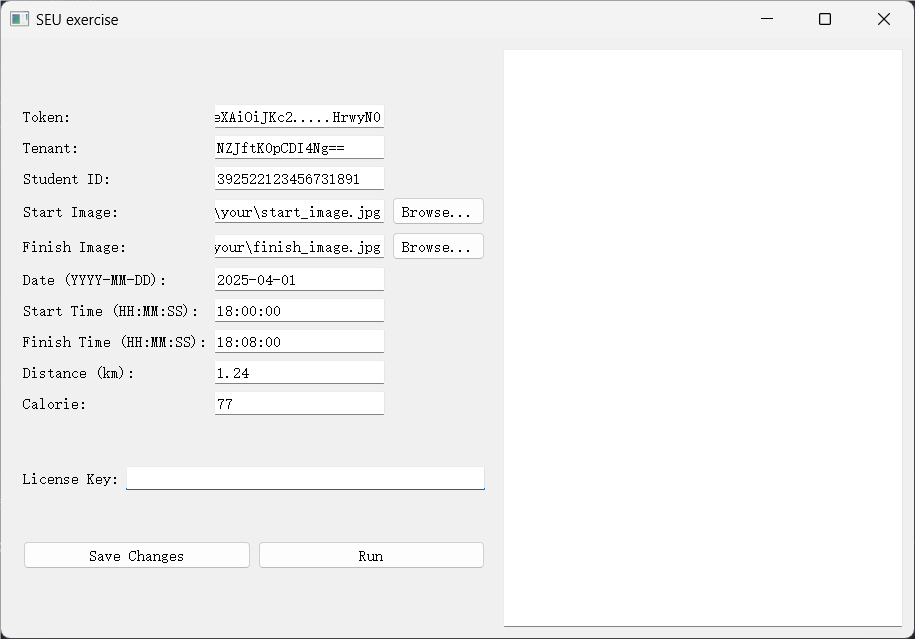 SEU exercise
Token: eXAiOiJKc2.....HrwyN0
Tenant: NZJftK0pCDI4Ng==
Student ID: 392522123456731891
Start Image: \your\start_image.jpg Browse...
Finish Image: your\finish_image.jpg Browse...
Date (YYYY-MM-DD): 2025-04-01
Start Time (HH:MM:SS): 18:00:00
Finish Time (HH:MM:SS): 18:08:00
Distance (km): 1.24
Calorie: 77
License Key:
Save Changes Run